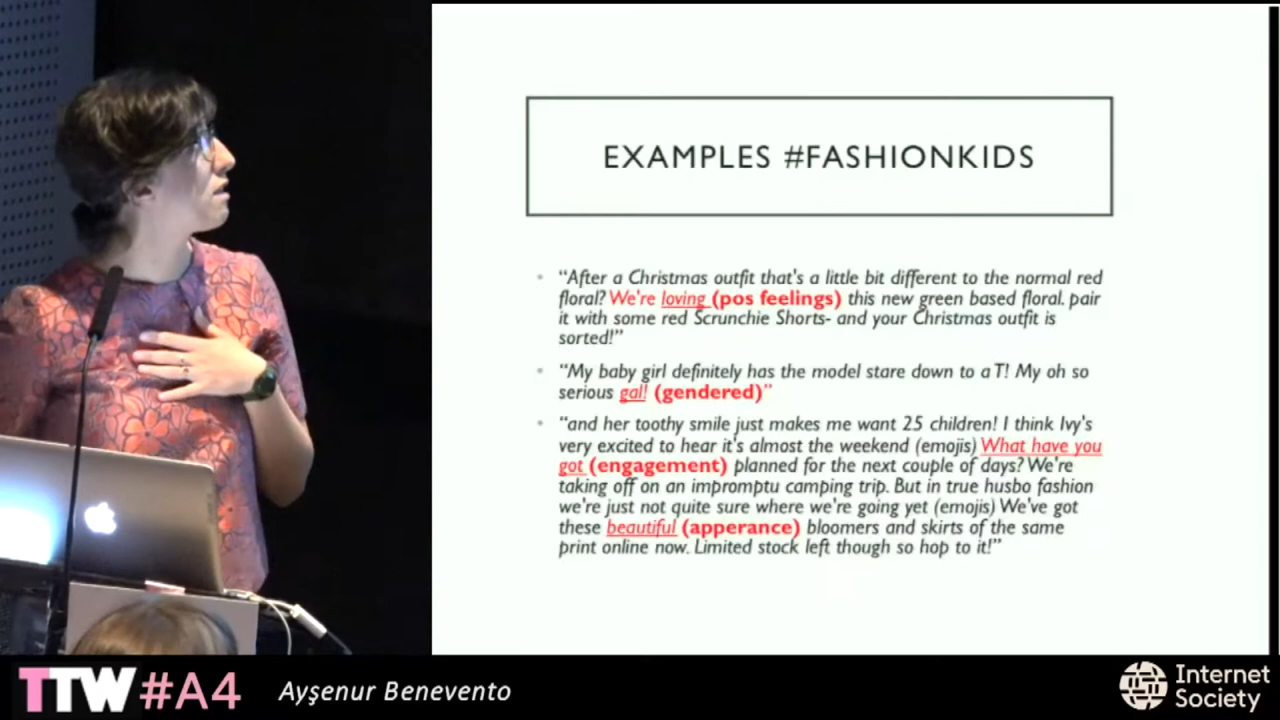 EXAMPLES #FASHIONKIDS
• “After a Christmas outfit that's a little bit different to the normal red
floral? We're loving (pos feelings) this new green based floral. pair
it with some red Scrunchie Shorts- and your Christmas outfit is
sorted!”
• “My baby girl definitely has the model stare down to a T! My oh so
serious gal! (gendered)”
• “and her toothy smile just makes me want 25 children! I think Ivy's
very excited to hear it's almost the weekend (emojis) What have you
got (engagement) planned for the next couple of days? We're
taking off on an impromptu camping trip. But in true husbo fashion
we're just not quite sure where we're going yet (emojis) We've got
these beautiful (apperance) bloomers and skirts of the same
print online now. Limited stock left though so hop to it!”
TTW#A4
Ayşenur Benevento
Internet
Society